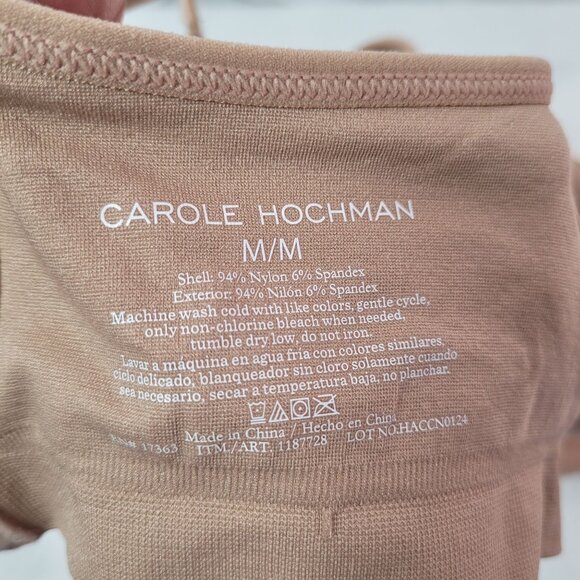 CAROLE HOCHMAN
M/M
Shell: 94% Nylon 6% Spandex
Exterior: 94% Nilón 6% Spandex
Machine wash cold with like colors, gentle cycle,
only non-chlorine bleach when needed,
tumble dry low, do not iron.
Lavar a máquina en agua fria con colores similares,
ciclo delicado, blanqueador sin cloro solamente cuando
sea necesario, secar a temperatura baja, no planchar.
Made in China / Hecho en China
17363 ITM./ART. 1187728 LOT NO.HACCN0124